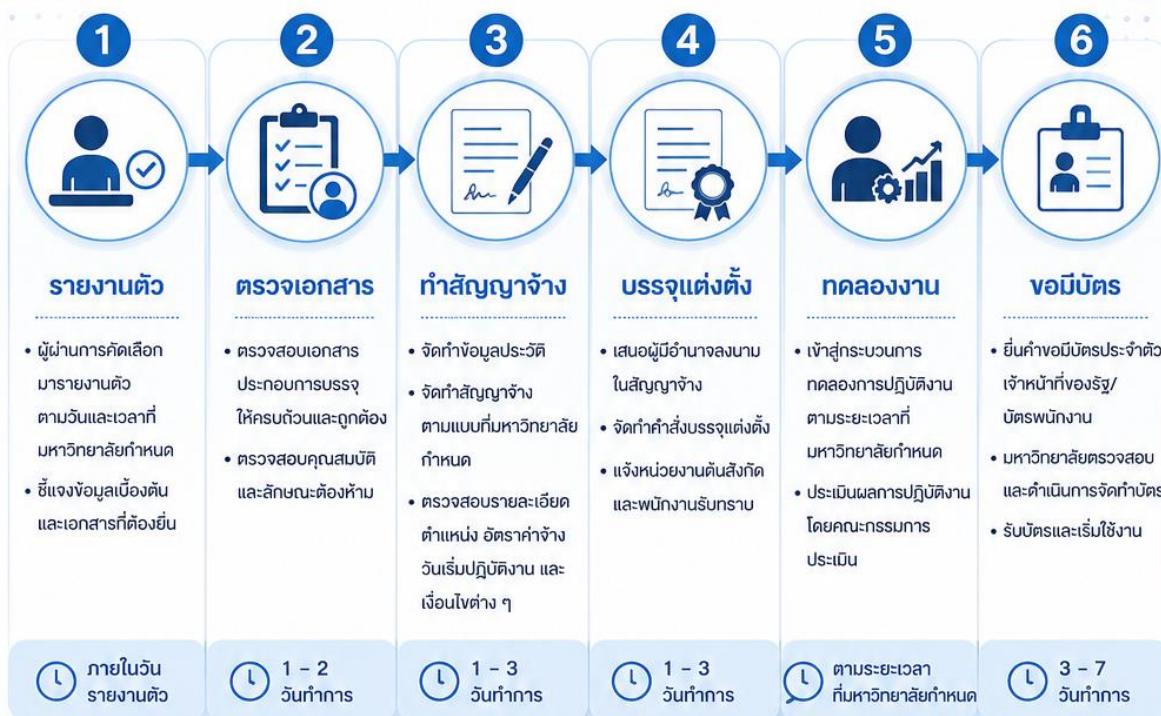 1
รายงานตัว
• ผู้ผ่านการคัดเลือก
มารายงานตัว
ตามวันและเวลาที่
มหาวิทยาลัยกำหนด
• ชี้แจงข้อมูลเบื้องต้น
และเอกสารที่ต้องยื่น
ภายในวัน
รายงานตัว
2
ตรวจเอกสาร
• ตรวจสอบเอกสาร
ประกอบการบรรจุ
ให้ครบถ้วนและถูกต้อง
• ตรวจสอบคุณสมบัติ
และลักษณะต้องห้าม
1 – 2
วันทำการ
3
ทำสัญญาจ้าง
• จัดทำข้อมูลประวัติ
• จัดทำสัญญาจ้าง
ตามแบบที่มหาวิทยาลัย
กำหนด
• ตรวจสอบรายละเอียด
ตำแหน่ง อัตราค่าจ้าง
วันเริ่มปฏิบัติงาน และ
เงื่อนไขต่าง ๆ
1 – 3
วันทำการ
4
บรรจุแต่งตั้ง
• เสนอผู้มีอำนาจลงนาม
ในสัญญาจ้าง
• จัดทำคำสั่งบรรจุแต่งตั้ง
• แจ้งหน่วยงานต้นสังกัด
และพนักงานรับทราบ
1 – 3
วันทำการ
5
ทดลองงาน
• เข้าสู่กระบวนการ
ทดลองการปฏิบัติงาน
ตามระยะเวลาที่
มหาวิทยาลัยกำหนด
• ประเมินผลการปฏิบัติงาน
โดยคณะกรรมการ
ประเมิน
ตามระยะเวลา
ที่มหาวิทยาลัยกำหนด
6
ขอมีบัตร
• ยื่นคำขอมีบัตรประจำตัว
เจ้าหน้าที่ของรัฐ/
บัตรพนักงาน
• มหาวิทยาลัยตรวจสอบ
และดำเนินการจัดทำบัตร
• รับบัตรและเริ่มใช้งาน
3 – 7
วันทำการ